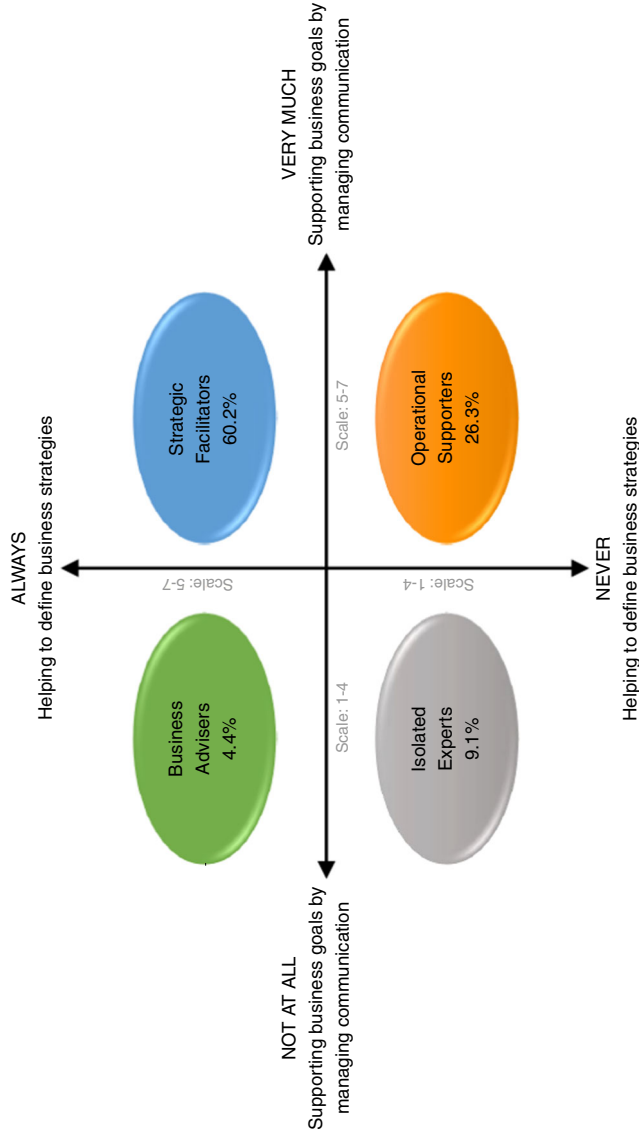 ALWAYS
Helping to define business strategies
Business
Advisers
4.4%
Scale: 5-7
Strategic
Facilitators
60.2%
NOT AT ALL
Supporting business goals by
managing communication
Scale: 1-4
Scale: 5-7
VERY MUCH
Supporting business goals by
managing communication
Isolated
Experts
9.1%
Scale: 1-4
Operational
Supporters
26.3%
NEVER
Helping to define business strategies